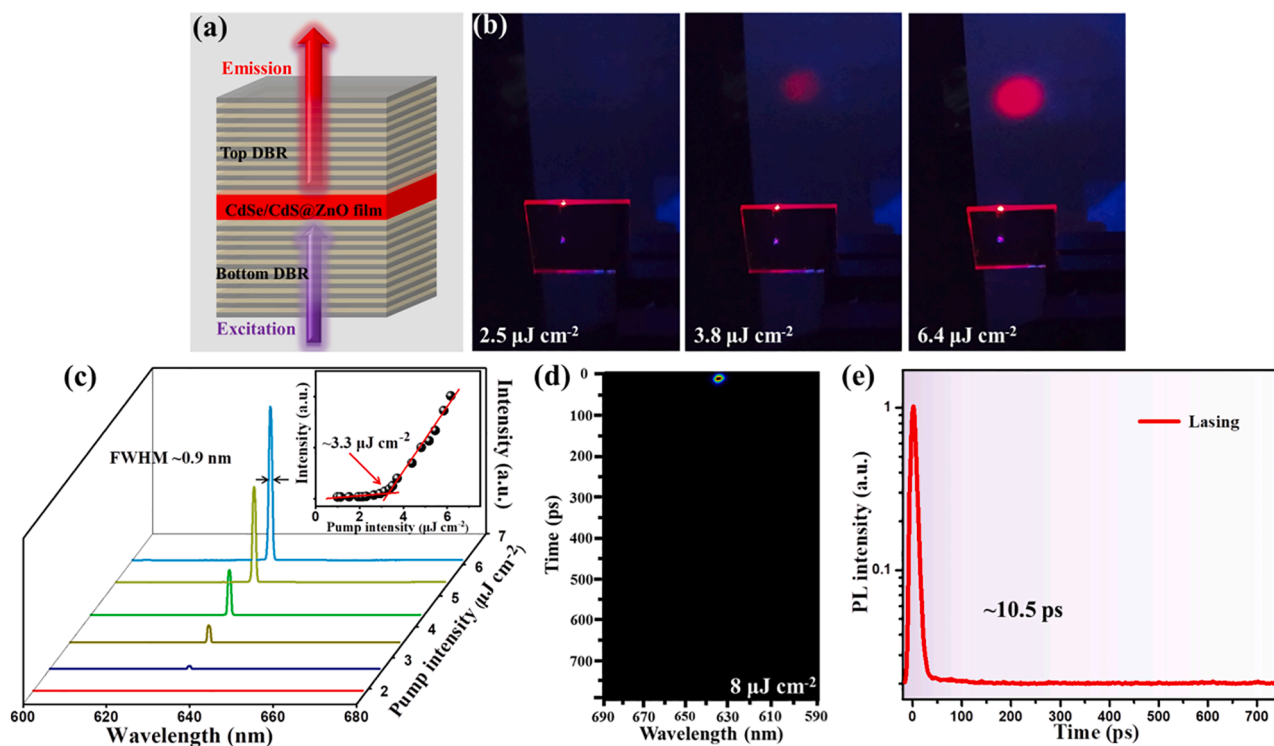 (a)
Emission
Top DBR
CdSe/CdS@ZnO film
Bottom DBR
Excitation
(b)
2.5 μJ cm-2
3.8 μJ cm-2
6.4 μJ cm-2
(c)
FWHM ~0.9 nm
Intensity (a.u.)
~3.3 μJ cm-2
0 2 4 6
Pump intensity (μJ cm-2)
Intensity (a.u.)
7
6
5
4
3
2
Pump intensity (μJ cm-2)
600 620 640 660 680
Wavelength (nm)
(d)
0
100
200
300
400
500
600
700
Time (ps)
8 μJ cm-2
690 670 650 630 610 590
Wavelength (nm)
(e)
Lasing
1
0.1
PL intensity (a.u.)
~10.5 ps
0 100 200 300 400 500 600 700
Time (ps)